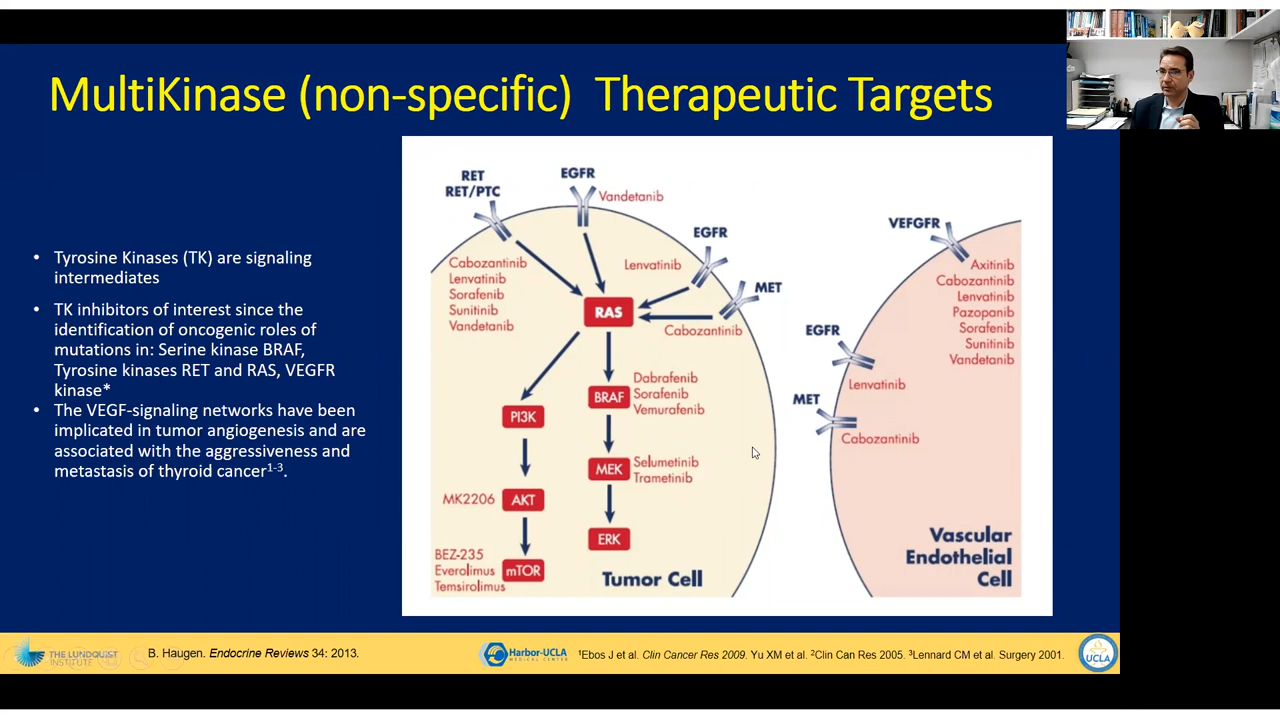 MultiKinase (non-specific) Therapeutic Targets
• Tyrosine Kinases (TK) are signaling
intermediates
• TK inhibitors of interest since the
identification of oncogenic roles of
mutations in: Serine kinase BRAF,
Tyrosine kinases RET and RAS, VEGFR
kinase*
• The VEGF-signaling networks have been
implicated in tumor angiogenesis and are
associated with the aggressiveness and
metastasis of thyroid cancer1-3.
RET
RET/PTC
EGFR
Vandetanib
EGFR
Lenvatinib
MET
Cabozantinib
Cabozantinib
Lenvatinib
Sorafenib
Sunitinib
Vandetanib
RAS
PI3K
BRAF
Dabrafenib
Sorafenib
Vemurafenib
MEK
Selumetinib
Trametinib
MK2206
AKT
ERK
BEZ-235
Everolimus
Temsirolimus
mTOR
Tumor Cell
VEFGFR
Axitinib
Cabozantinib
Lenvatinib
Pazopanib
Sorafenib
Sunitinib
Vandetanib
EGFR
Lenvatinib
MET
Cabozantinib
Vascular
Endothelial
Cell
THE LUNDQUIST
INSTITUTE
B. Haugen. Endocrine Reviews 34: 2013.
Harbor-UCLA
MEDICAL CENTER
1Ebos J et al. Clin Cancer Res 2009. Yu XM et al. 2Clin Can Res 2005. 3Lennard CM et al. Surgery 2001.
UCLA